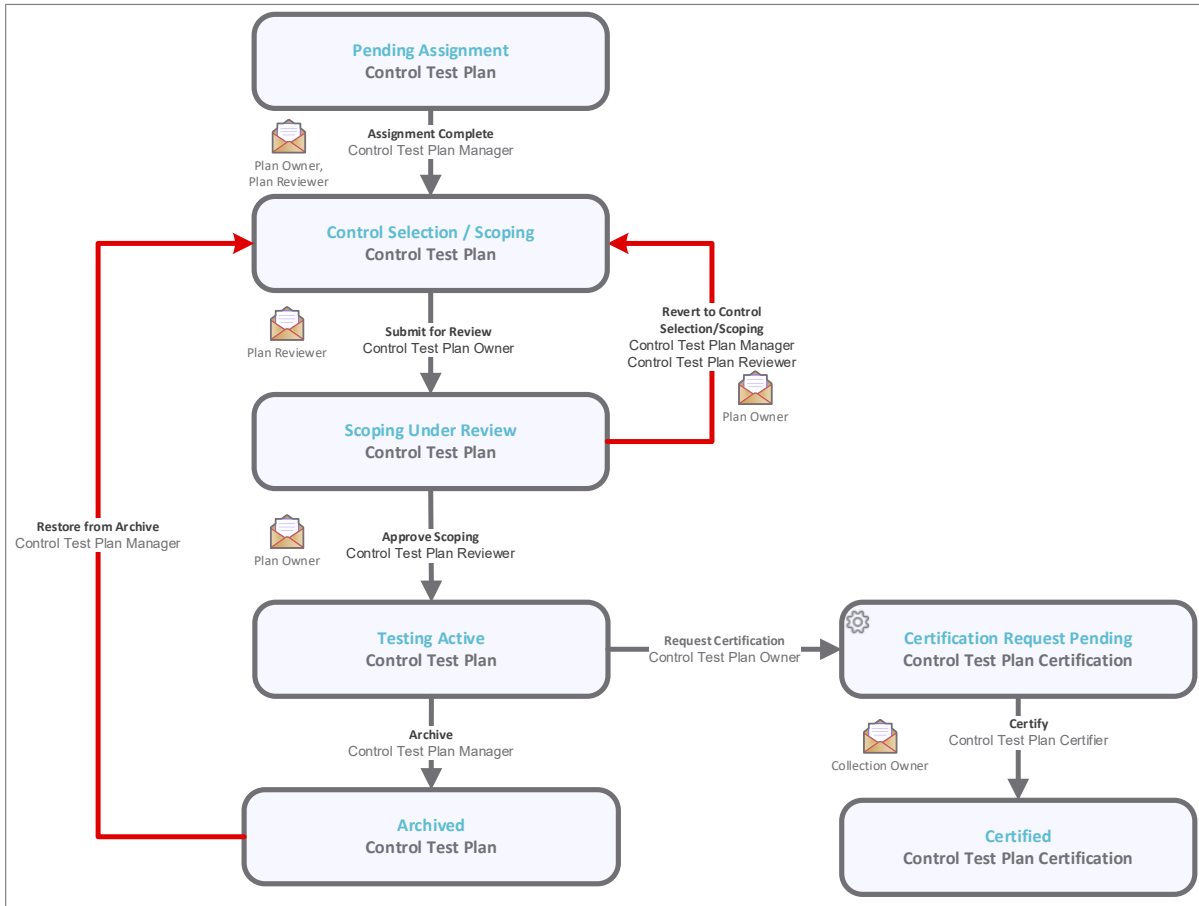 Pending Assignment
Control Test Plan
Assignment Complete
Control Test Plan Manager
Plan Owner,
Plan Reviewer
Control Selection / Scoping
Control Test Plan
Revert to Control
Selection/Scoping
Control Test Plan Manager
Control Test Plan Reviewer
Plan Owner
Submit for Review
Control Test Plan Owner
Plan Reviewer
Scoping Under Review
Control Test Plan
Restore from Archive
Control Test Plan Manager
Approve Scoping
Control Test Plan Reviewer
Plan Owner
Testing Active
Control Test Plan
Request Certification
Control Test Plan Owner
Certification Request Pending
Control Test Plan Certification
Archive
Control Test Plan Manager
Certify
Control Test Plan Certifier
Collection Owner
Archived
Control Test Plan
Certified
Control Test Plan Certification